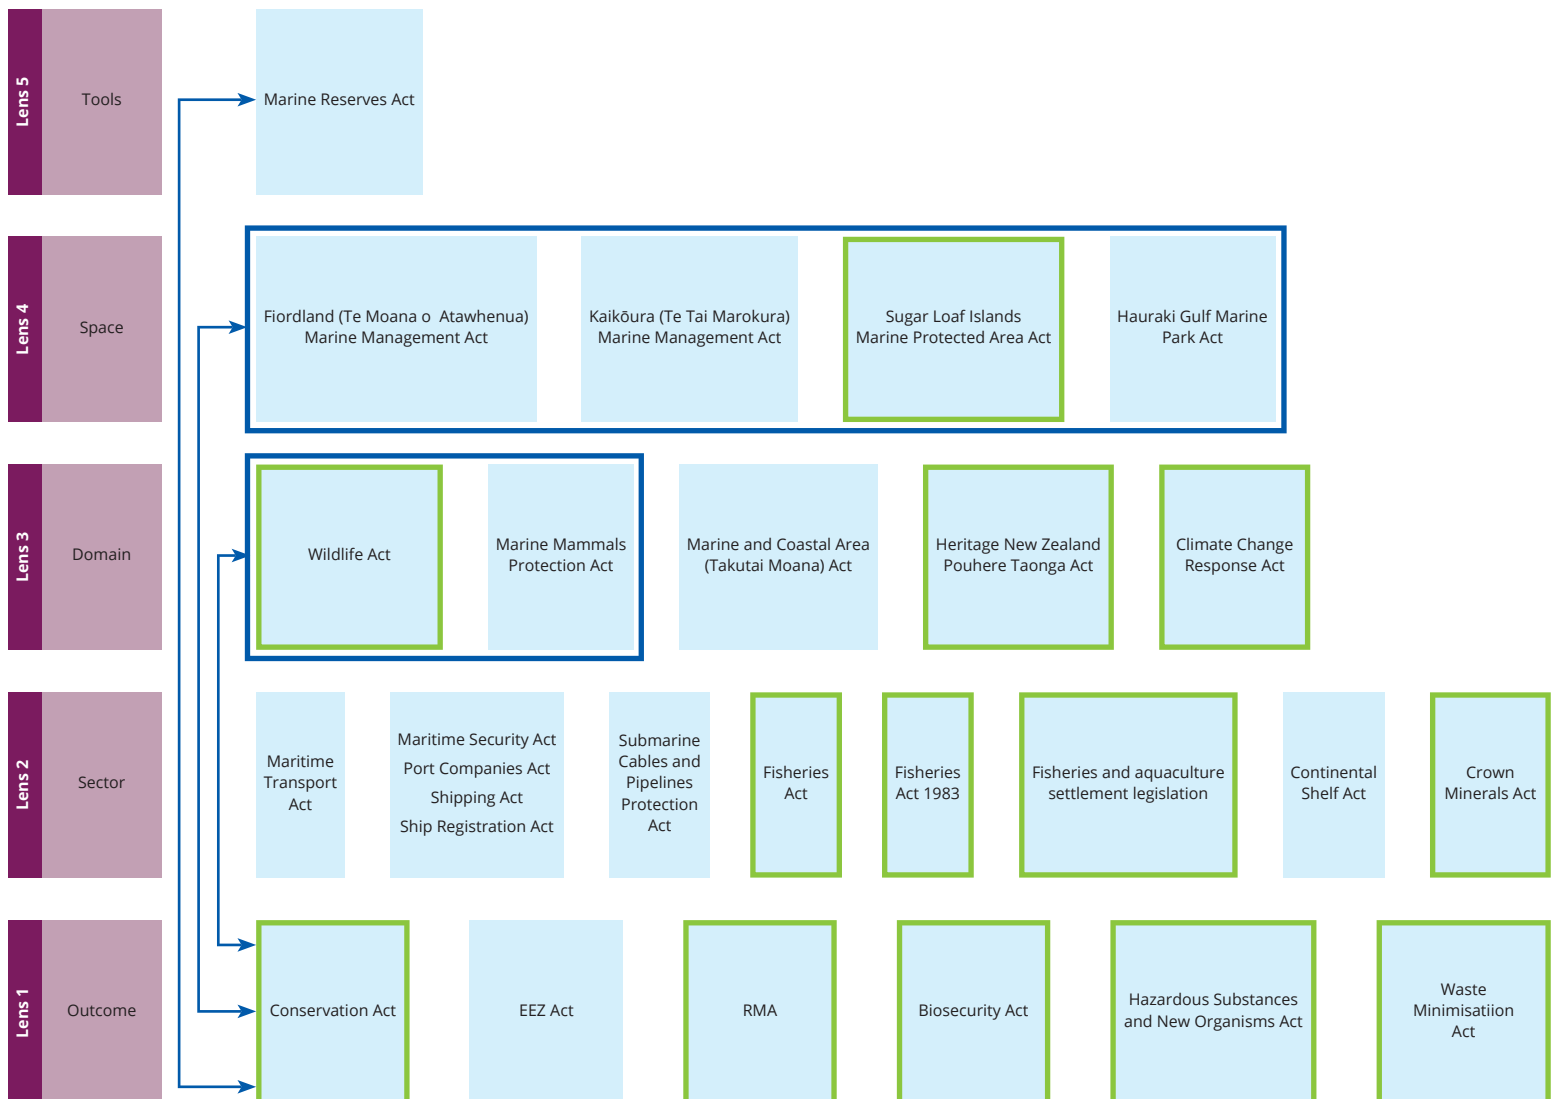 Lens 5
Tools
Marine Reserves Act
Lens 4
Space
Fiordland (Te Moana o Atawhenua)
Marine Management Act
Kaikōura (Te Tai Marokura)
Marine Management Act
Sugar Loaf Islands
Marine Protected Area Act
Hauraki Gulf Marine
Park Act
Lens 3
Domain
Wildlife Act
Marine Mammals
Protection Act
Marine and Coastal Area
(Takutai Moana) Act
Heritage New Zealand
Pouhere Taonga Act
Climate Change
Response Act
Lens 2
Sector
Maritime
Transport
Act
Maritime Security Act
Port Companies Act
Shipping Act
Ship Registration Act
Submarine
Cables and
Pipelines
Protection
Act
Fisheries
Act
Fisheries
Act 1983
Fisheries and aquaculture
settlement legislation
Continental
Shelf Act
Crown
Minerals Act
Lens 1
Outcome
Conservation Act
EEZ Act
RMA
Biosecurity Act
Hazardous Substances
and New Organisms Act
Waste
Minimisatiion
Act